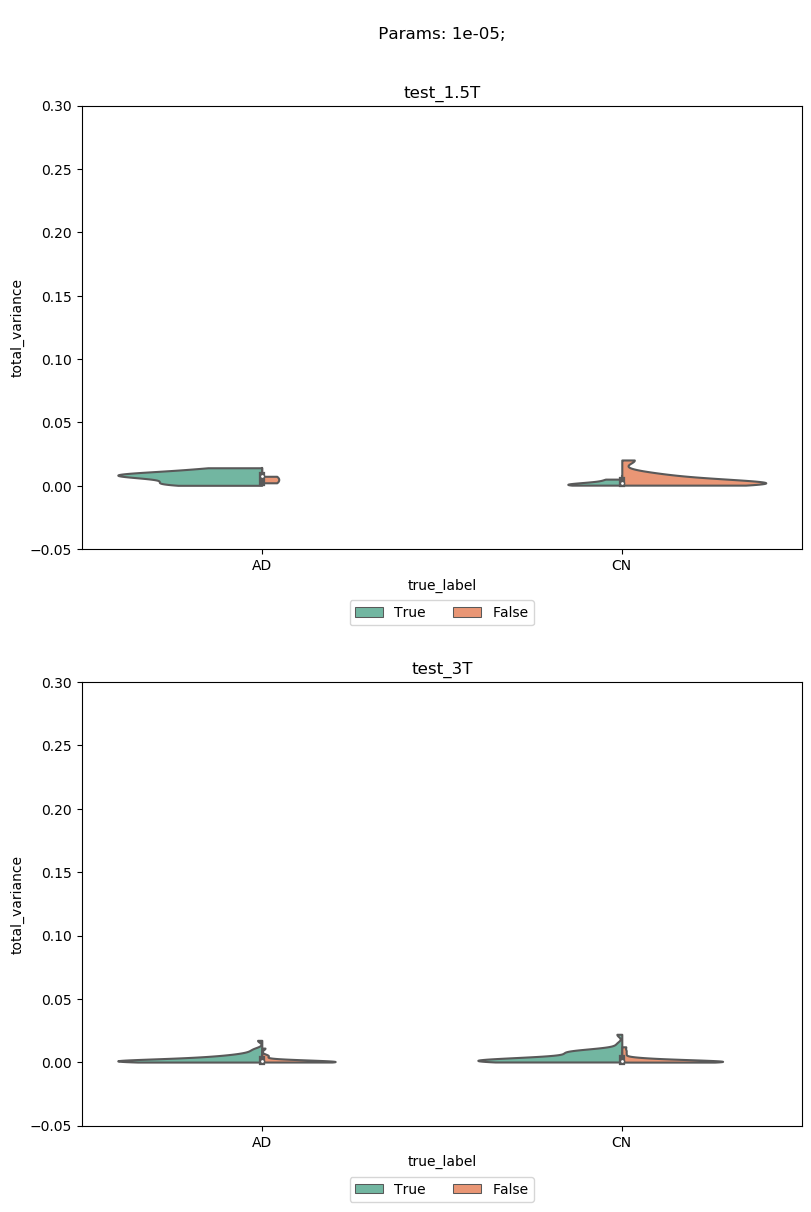 Params: 1e-05;
test_1.5T
0.30
0.25
0.20
0.15
0.10
0.05
0.00
−0.05
total_variance
AD CN
true_label
True False
test_3T
0.30
0.25
0.20
0.15
0.10
0.05
0.00
−0.05
total_variance
AD CN
true_label
True False